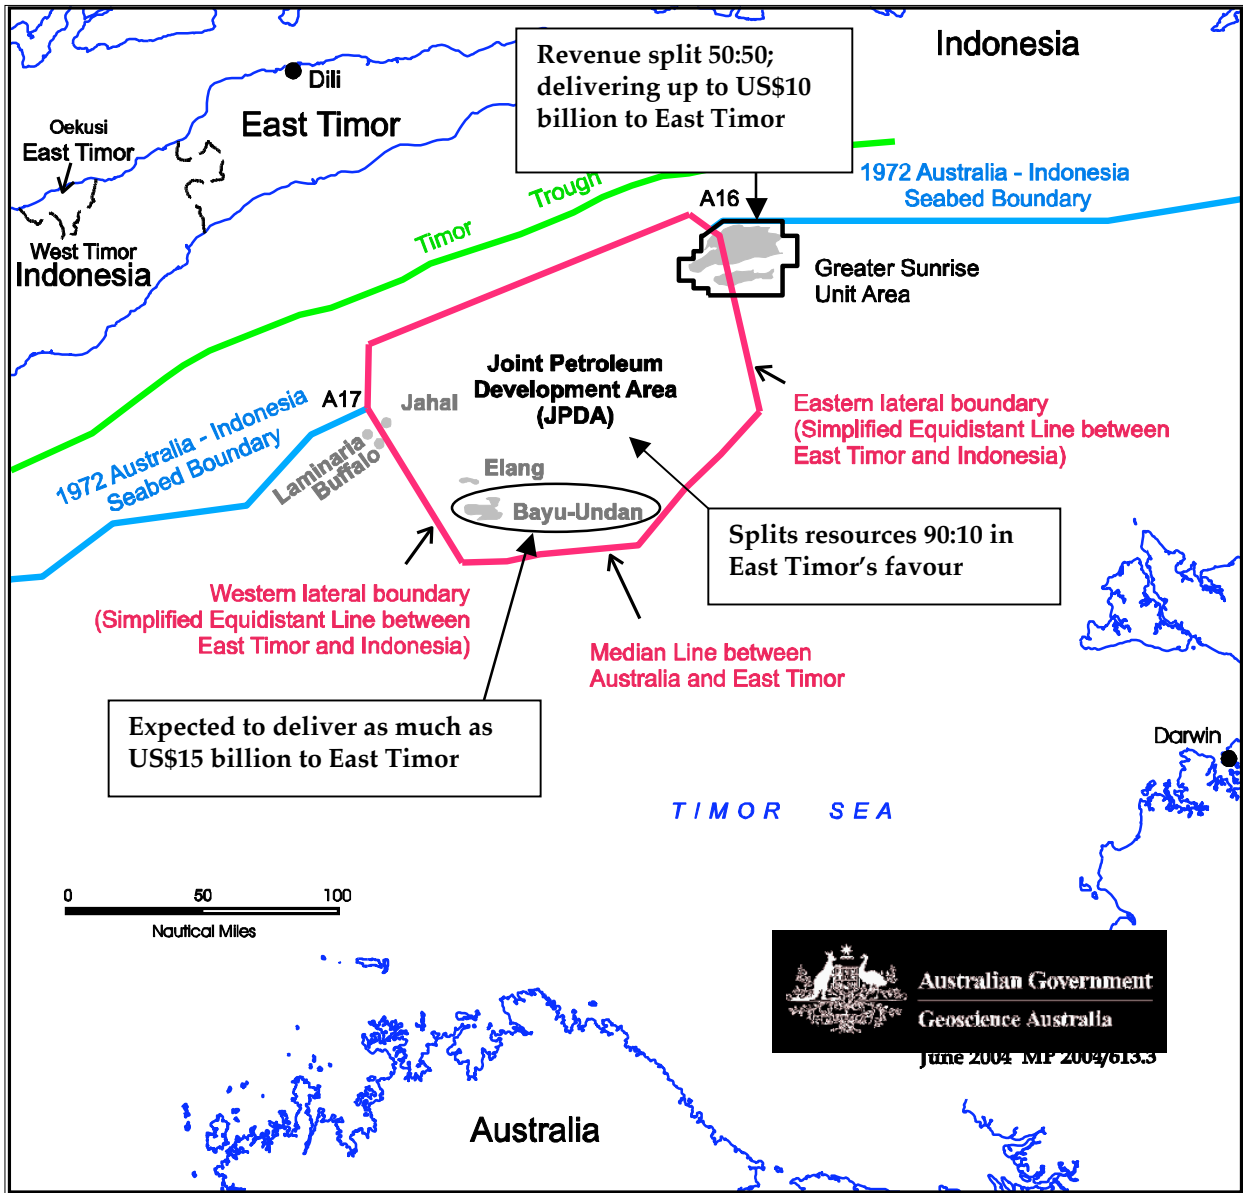 Revenue split 50:50;
delivering up to US$10
billion to East Timor
Indonesia
Dili
East Timor
Oekusi
East Timor
West Timor
Indonesia
Timor Trough
A16
1972 Australia - Indonesia
Seabed Boundary
Greater Sunrise
Unit Area
Joint Petroleum
Development Area
(JPDA)
A17
Jahal
Laminaria
Buffalo
1972 Australia - Indonesia
Seabed Boundary
Elang
Bayu-Undan
Eastern lateral boundary
(Simplified Equidistant Line between
East Timor and Indonesia)
Splits resources 90:10 in
East Timor’s favour
Western lateral boundary
(Simplified Equidistant Line between
East Timor and Indonesia)
Median Line between
Australia and East Timor
Expected to deliver as much as
US$15 billion to East Timor
Darwin
TIMOR SEA
0 50 100
Nautical Miles
Australian Government
Geoscience Australia
June 2004 MP 2004/613.3
Australia